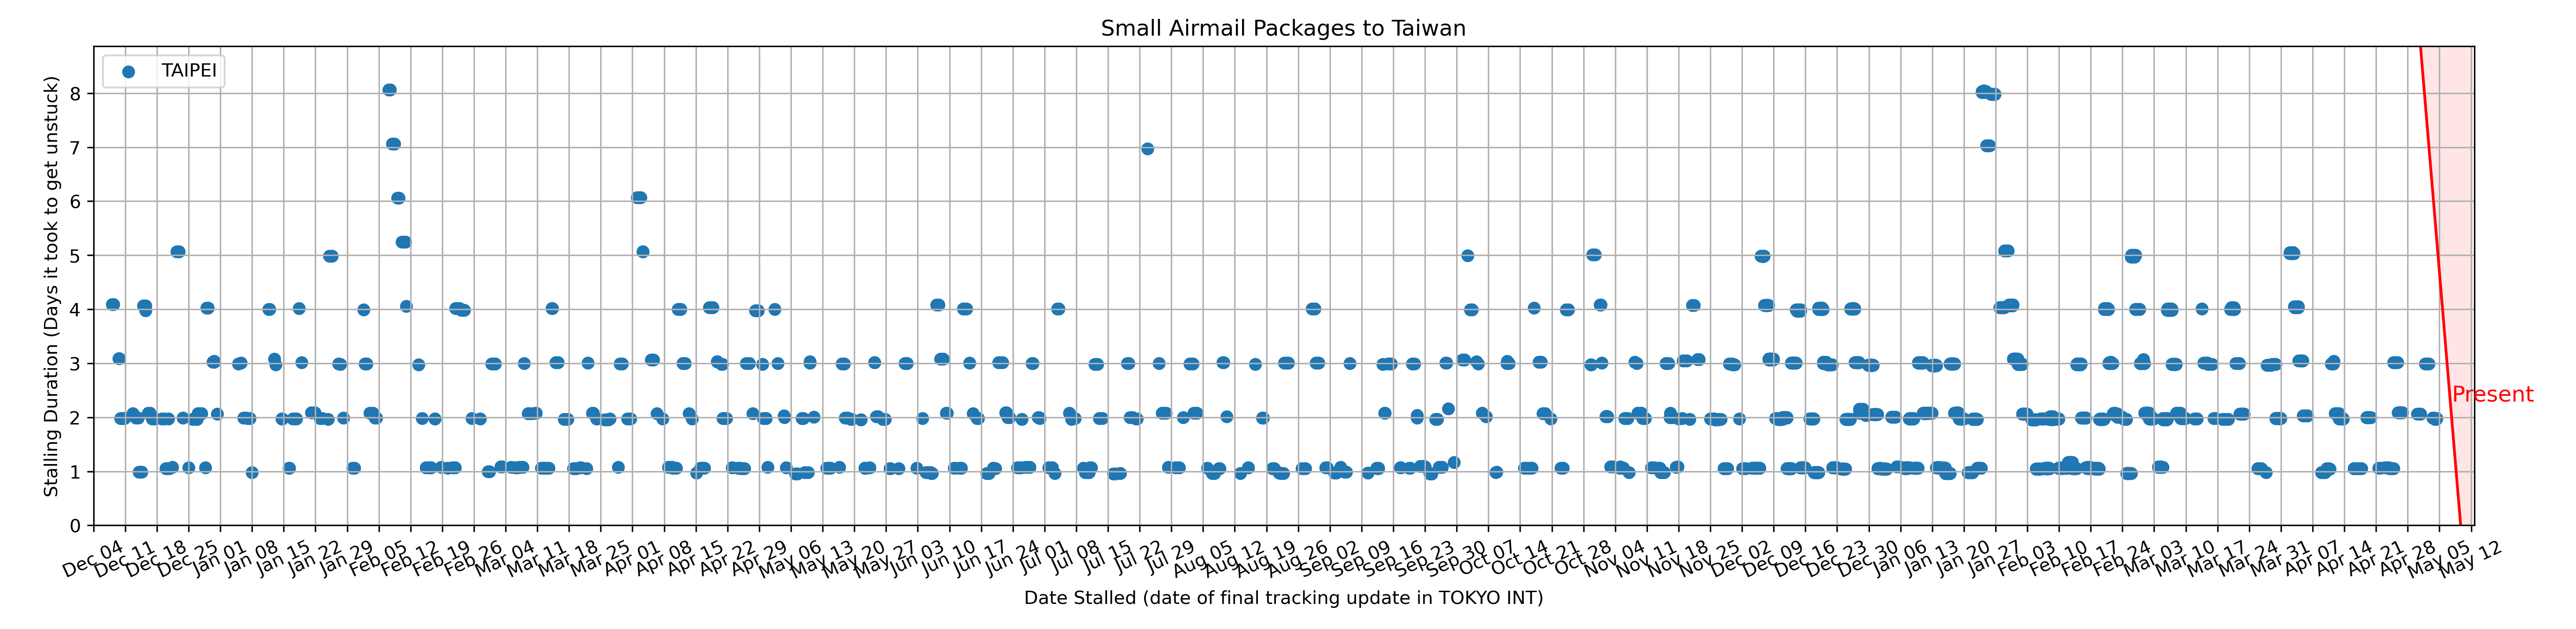 Small Airmail Packages to Taiwan
TAIPEI
Stalling Duration (Days it took to get unstuck)
8
7
6
5
4
3
2
1
0
Present
Dec 04
Dec 11
Dec 18
Dec 25
Jan 01
Jan 08
Jan 15
Jan 22
Jan 29
Feb 05
Feb 12
Feb 19
Feb 26
Mar 04
Mar 11
Mar 18
Mar 25
Apr 01
Apr 08
Apr 15
Apr 22
Apr 29
May 06
May 13
May 20
May 27
Jun 03
Jun 10
Jun 17
Jun 24
Jul 01
Jul 08
Jul 15
Jul 22
Jul 29
Aug 05
Aug 12
Aug 19
Aug 26
Sep 02
Sep 09
Sep 16
Sep 23
Sep 30
Oct 07
Oct 14
Oct 21
Oct 28
Nov 04
Nov 11
Nov 18
Nov 25
Dec 02
Dec 09
Dec 16
Dec 23
Dec 30
Jan 06
Jan 13
Jan 20
Jan 27
Feb 03
Feb 10
Feb 17
Feb 24
Mar 03
Mar 10
Mar 17
Mar 24
Mar 31
Apr 07
Apr 14
Apr 21
Apr 28
May 05
May 12
Date Stalled (date of final tracking update in TOKYO INT)